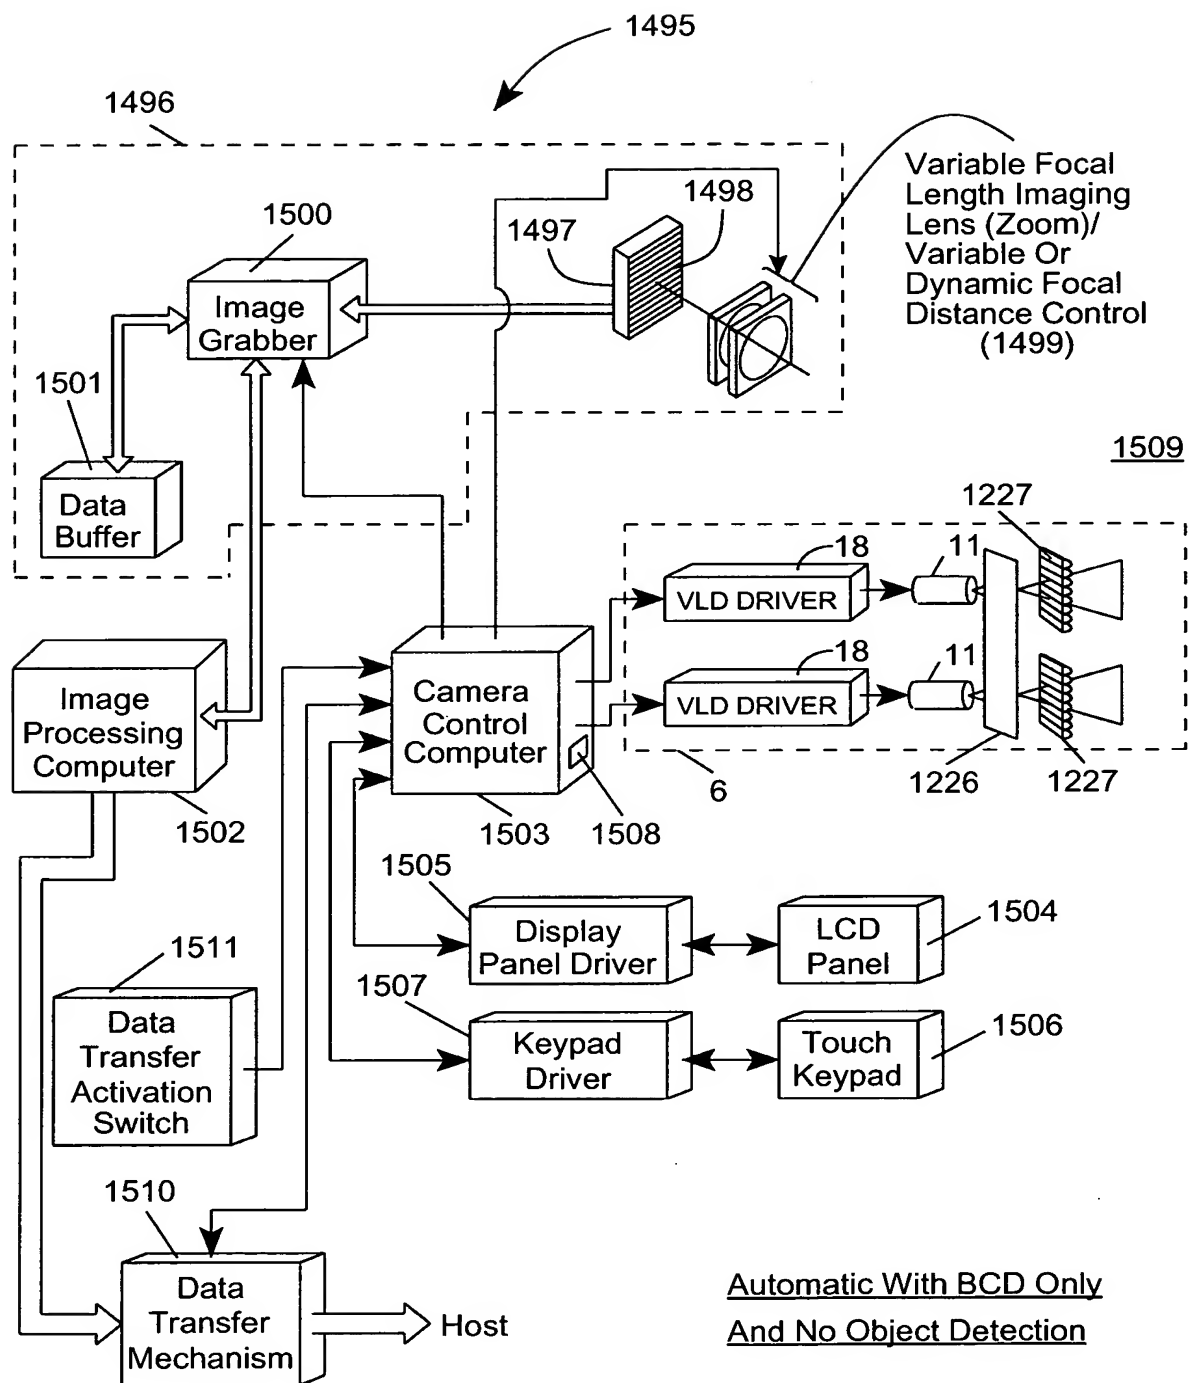 1495
1496
Variable Focal
Length Imaging
Lens (Zoom)/
Variable Or
Dynamic Focal
Distance Control
(1499)
1498
1497
1500
Image
Grabber
1501
Data
Buffer
1509
1227
18
11
VLD DRIVER
18
11
VLD DRIVER
1226
1227
6
Image
Processing
Computer
1502
Camera
Control
Computer
1503
1508
1505
Display
Panel Driver
LCD
Panel
1504
1511
Data
Transfer
Activation
Switch
1507
Keypad
Driver
Touch
Keypad
1506
1510
Data
Transfer
Mechanism
Host
Automatic With BCD Only
And No Object Detection